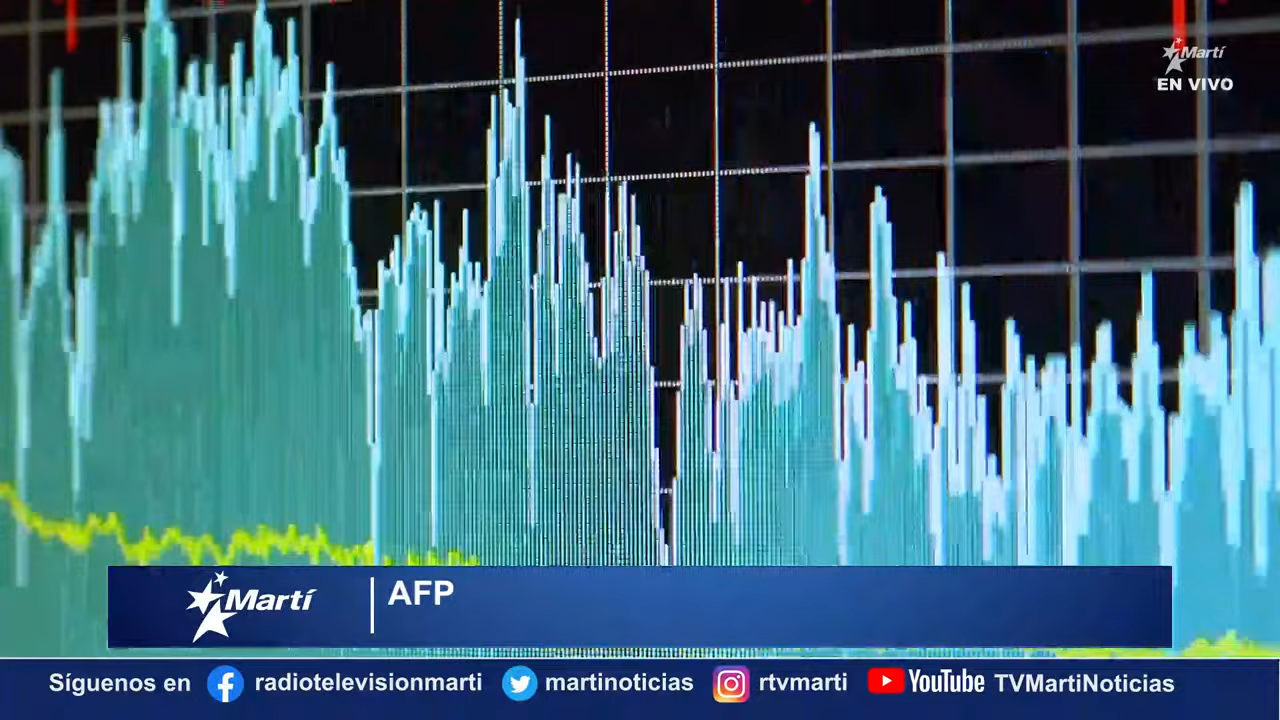 Martí
EN VIVO
Martí
AFP
Síguenos en radiotelevisionmarti martinoticias rtvmarti YouTube TVMartiNoticias